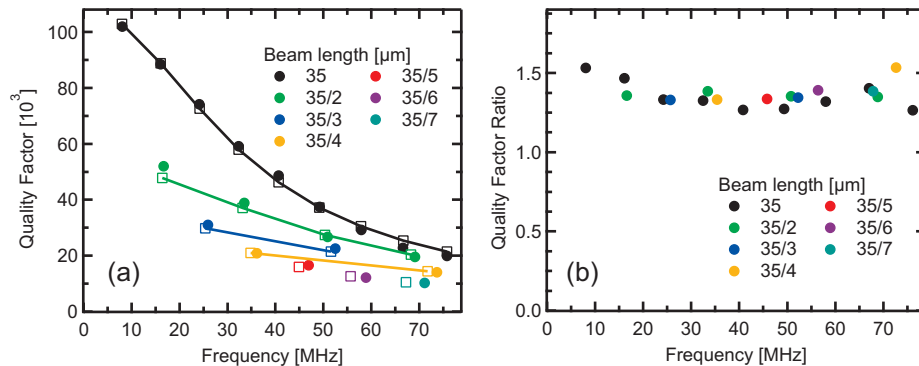 100
80
60
40
20
0
Quality Factor [10³]
Beam length [µm]
35 35/5
35/2 35/6
35/3 35/7
35/4
(a)
0 10 20 30 40 50 60 70
Frequency [MHz]
1.5
1.0
0.5
0.0
Quality Factor Ratio
Beam length [µm]
35 35/5
35/2 35/6
35/3 35/7
35/4
(b)
0 10 20 30 40 50 60 70
Frequency [MHz]